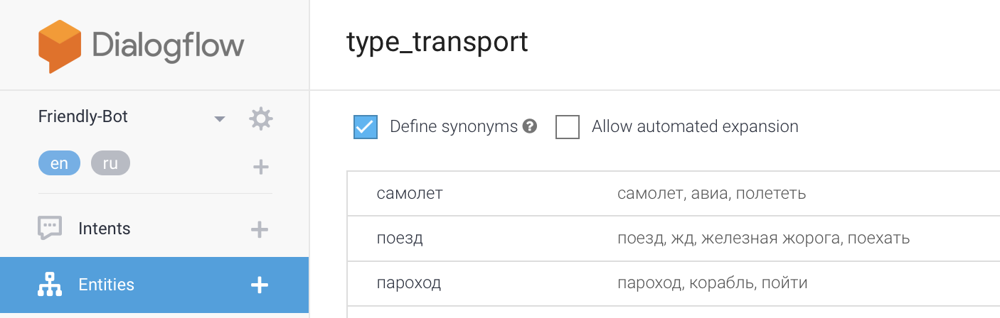 Dialogflow
type_transport
Friendly-Bot
Define synonyms ?
Allow automated expansion
en
ru
самолет
самолет, авиа, полететь
Intents
поезд
поезд, жд, железная жорога, поехать
Entities
пароход
пароход, корабль, пойти